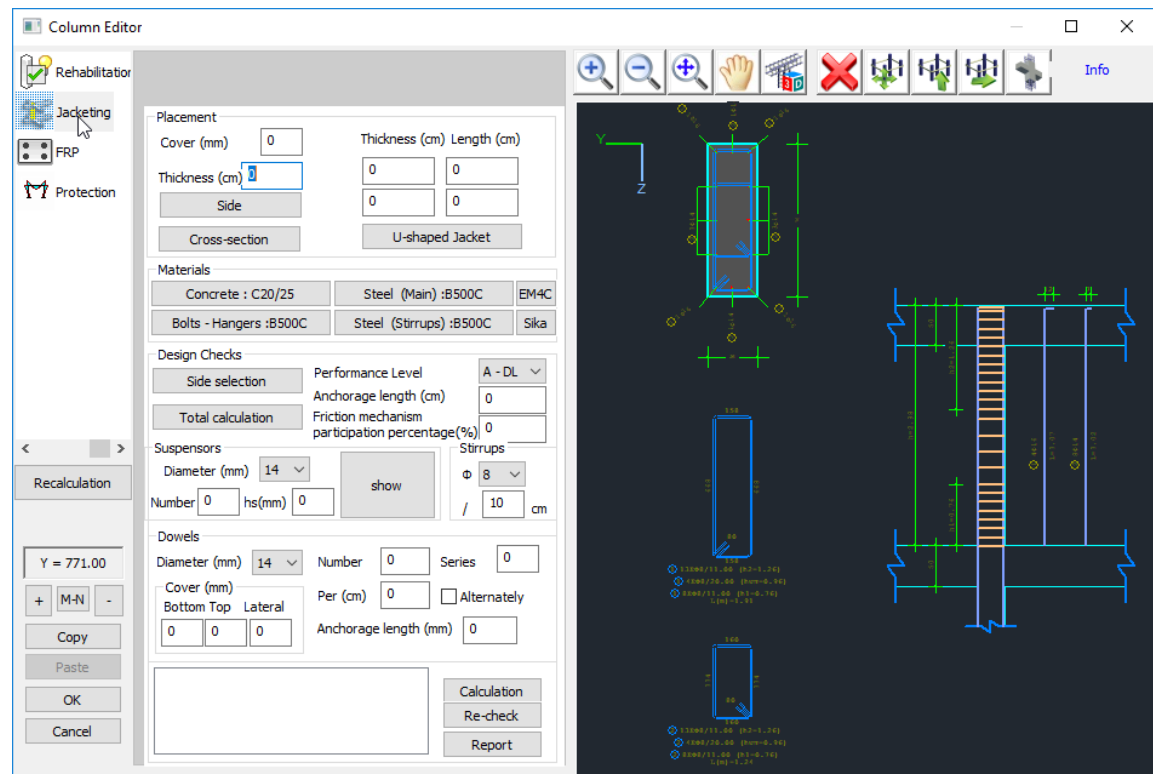 Column Editor
Rehabilitation
Jacketing
FRP
Protection
Info
Placement
Cover (mm) 0
Thickness (cm) Length (cm)
Thickness (cm) 0
0 0
0 0
Side
Cross-section
U-shaped Jacket
Materials
Concrete : C20/25 Steel (Main) :B500C EM4C
Bolts - Hangers :B500C Steel (Stirrups) :B500C Sika
Design Checks
Side selection
Total calculation
Performance Level A - DL
Anchorage length (cm) 0
Friction mechanism
participation percentage(%) 0
Suspensors
Diameter (mm) 14
Number 0 hs(mm) 0
show
Stirrups
Φ 8
/ 10 cm
Dowels
Diameter (mm) 14 Number 0 Series 0
Cover (mm)
Bottom Top Lateral
0 0 0
Per (cm) 0 Alternately
Anchorage length (mm) 0
Calculation
Re-check
Report
< >
Recalculation
Y = 771.00
+ M-N -
Copy
Paste
OK
Cancel
Y
Z
3D
150
160